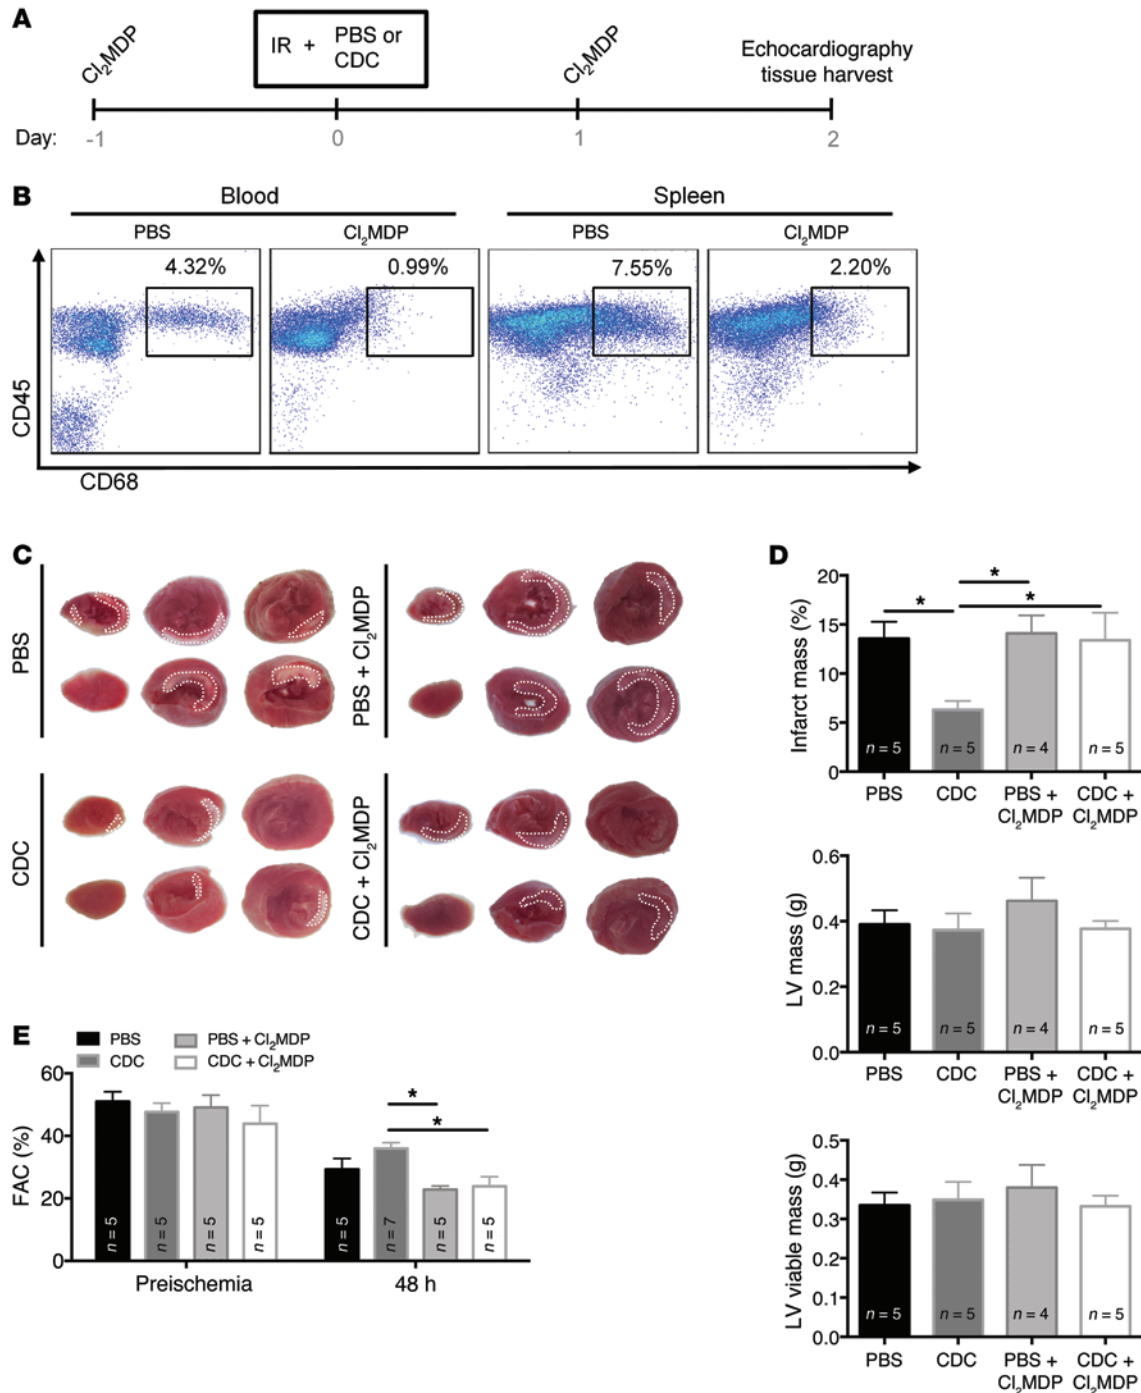 A
Cl₂MDP
IR + PBS or
CDC
Cl₂MDP
Echocardiography
tissue harvest
Day: -1 0 1 2
B
Blood Spleen
PBS Cl₂MDP PBS Cl₂MDP
4.32% 0.99% 7.55% 2.20%
CD45
CD68
C
PBS
PBS + Cl₂MDP
CDC
CDC + Cl₂MDP
D
Infarct mass (%)
20
15
10
5
0
* * *
n = 5 n = 5 n = 4 n = 5
PBS CDC PBS + CDC +
Cl₂MDP Cl₂MDP
LV mass (g)
0.6
0.4
0.2
0.0
n = 5 n = 5 n = 4 n = 5
PBS CDC PBS + CDC +
Cl₂MDP Cl₂MDP
LV viable mass (g)
0.5
0.4
0.3
0.2
0.1
0.0
n = 5 n = 5 n = 4 n = 5
PBS CDC PBS + CDC +
Cl₂MDP Cl₂MDP
E
PBS PBS + Cl₂MDP
CDC CDC + Cl₂MDP
FAC (%)
60
40
20
0
* *
n = 5 n = 5 n = 5 n = 5 n = 5 n = 7 n = 5 n = 5
Preischemia 48 h